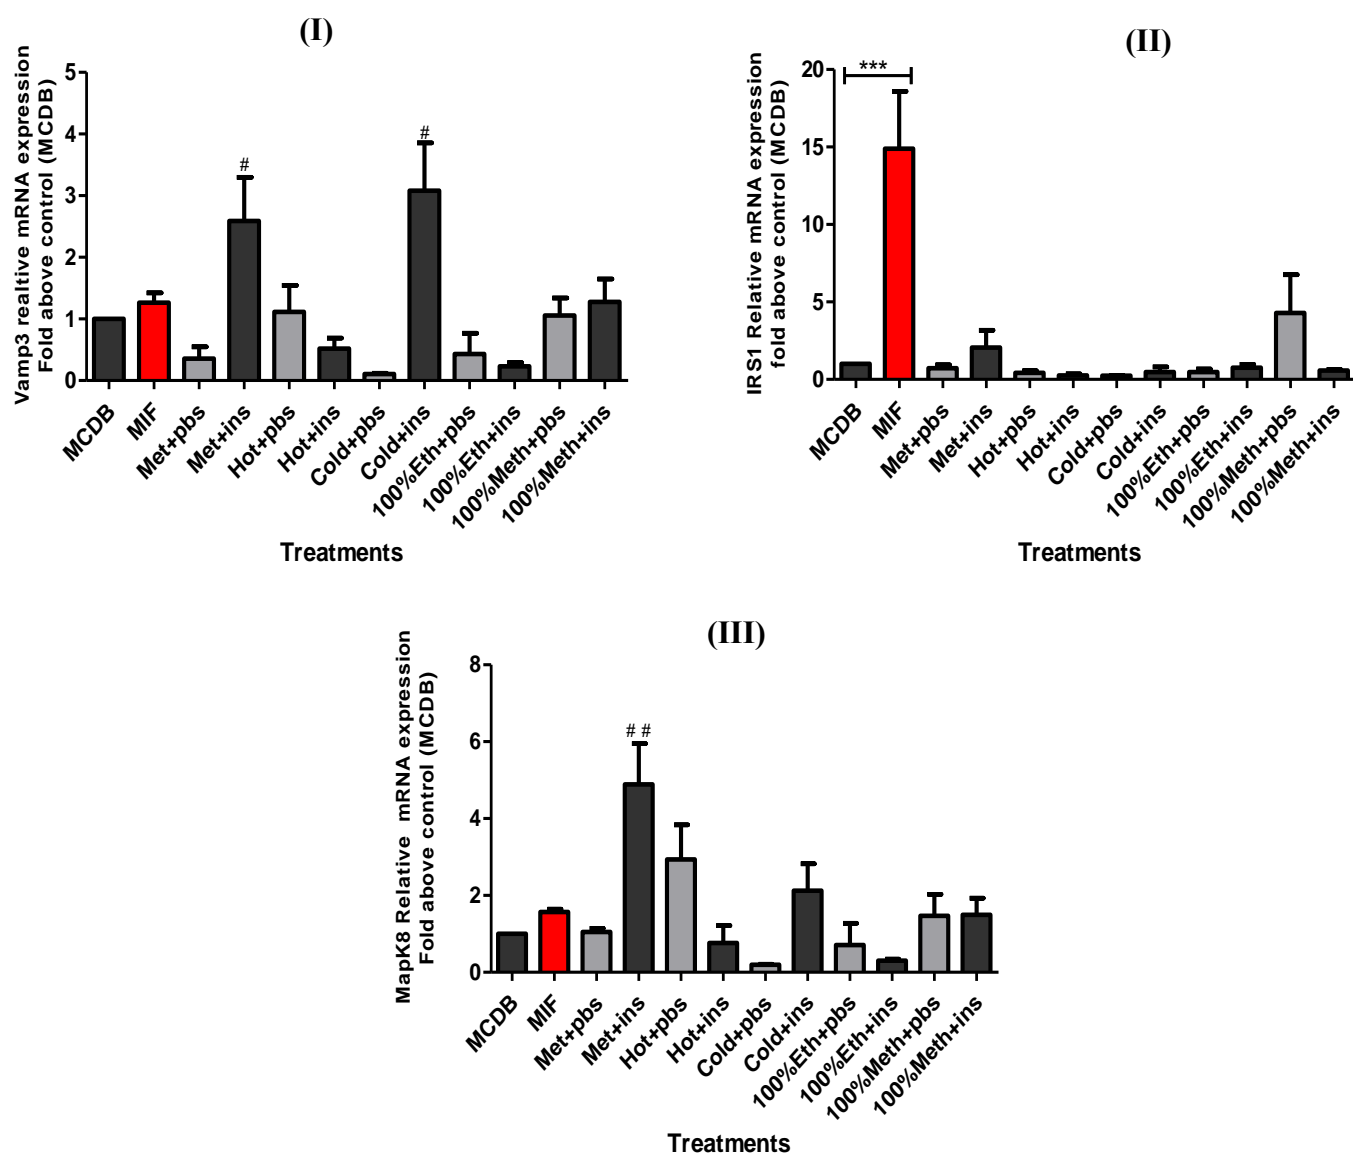 (I)
Vamp3 realtive mRNA expression
Fold above control (MCDB)
5
4
3
2
1
0
#
#
MCDB
MIF
Met+pbs
Met+ins
Hot+pbs
Hot+ins
Cold+pbs
Cold+ins
100%Eth+pbs
100%Eth+ins
100%Meth+pbs
100%Meth+ins
Treatments
(II)
IRS1 Relative mRNA expression
fold above control (MCDB)
20
15
10
5
0
***
MCDB
MIF
Met+pbs
Met+ins
Hot+pbs
Hot+ins
Cold+pbs
Cold+ins
100%Eth+pbs
100%Eth+ins
100%Meth+pbs
100%Meth+ins
Treatments
(III)
MapK8 Relative mRNA expression
Fold above control (MCDB)
8
6
4
2
0
# #
MCDB
MIF
Met+pbs
Met+ins
Hot+pbs
Hot+ins
Cold+pbs
Cold+ins
100%Eth+pbs
100%Eth+ins
100%Meth+pbs
100%Meth+ins
Treatments